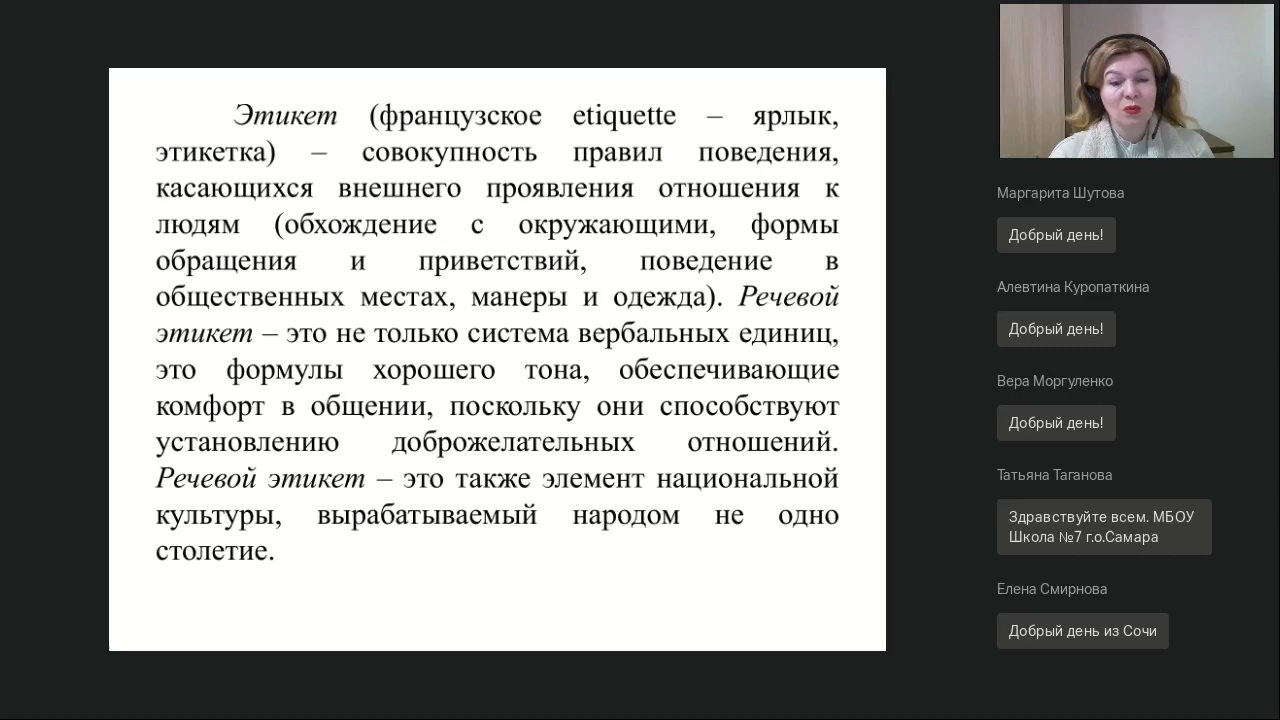 Этикет (французское etiquette – ярлык,
этикетка) – совокупность правил поведения,
касающихся внешнего проявления отношения к
людям (обхождение с окружающими, формы
обращения и приветствий, поведение в
общественных местах, манеры и одежда). Речевой
этикет – это не только система вербальных единиц,
это формулы хорошего тона, обеспечивающие
комфорт в общении, поскольку они способствуют
установлению доброжелательных отношений.
Речевой этикет – это также элемент национальной
культуры, вырабатываемый народом не одно
столетие.
Маргарита Шутова
Добрый день!
Алевтина Куропаткина
Добрый день!
Вера Моргуленко
Добрый день!
Татьяна Таганова
Здравствуйте всем. МБОУ
Школа №7 г.о.Самара
Елена Смирнова
Добрый день из Сочи